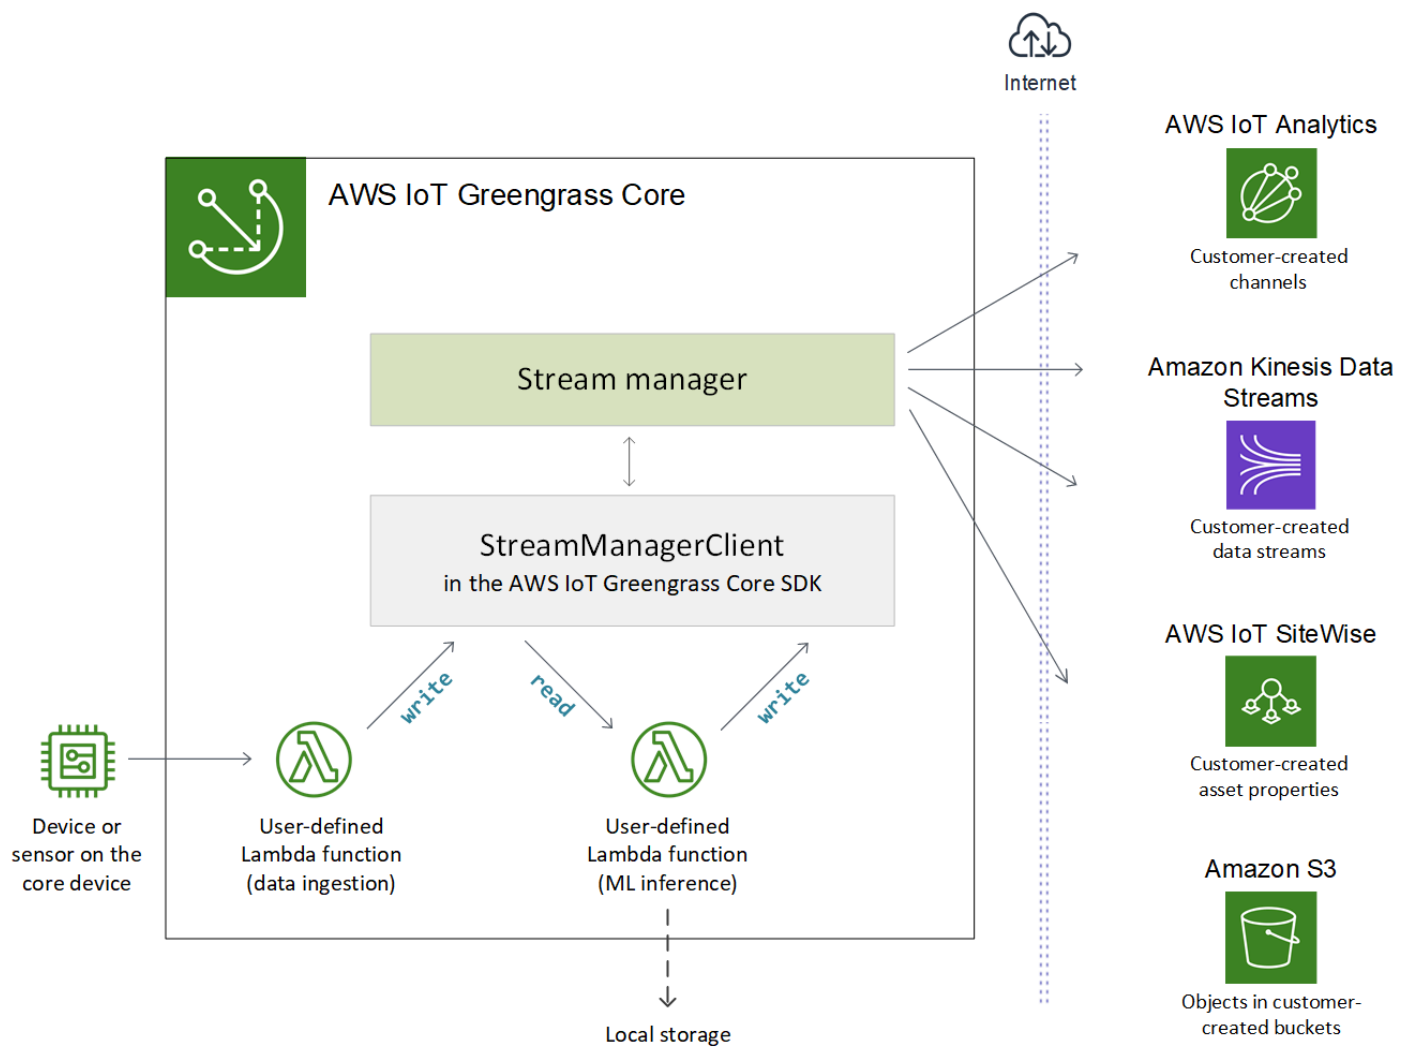 Internet
AWS IoT Analytics
Customer-created
channels
AWS IoT Greengrass Core
Stream manager
Amazon Kinesis Data
Streams
Customer-created
data streams
StreamManagerClient
in the AWS IoT Greengrass Core SDK
write
read
write
AWS IoT SiteWise
Customer-created
asset properties
Device or
sensor on the
core device
User-defined
Lambda function
(data ingestion)
User-defined
Lambda function
(ML inference)
Local storage
Amazon S3
Objects in customer-
created buckets